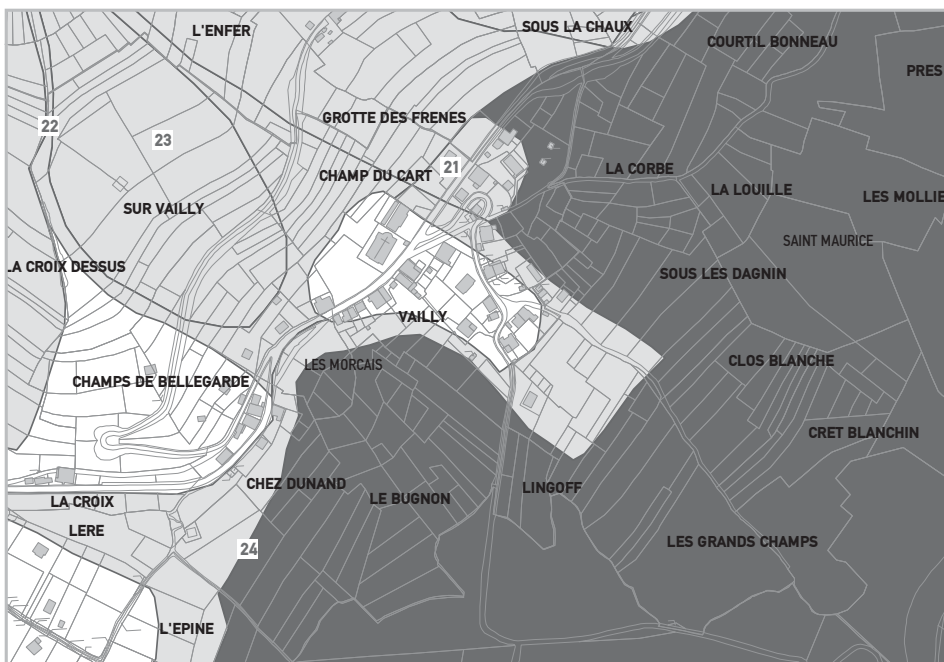 L'ENFER
SOUS LA CHAUX
COURTIL BONNEAU
PRES
GROTTE DES FRENES
22
23
21
CHAMP DU CART
LA CORBE
LA LOUILLE
LES MOLLIE
SUR VAILLY
SAINT MAURICE
LA CROIX DESSUS
SOUS LES DAGNIN
VAILLY
LES MORCAIS
CLOS BLANCHE
CHAMPS DE BELLEGARDE
CRET BLANCHIN
CHEZ DUNAND
LE BUGNON
LINGOFF
LA CROIX
LERE
24
LES GRANDS CHAMPS
L'EPINE